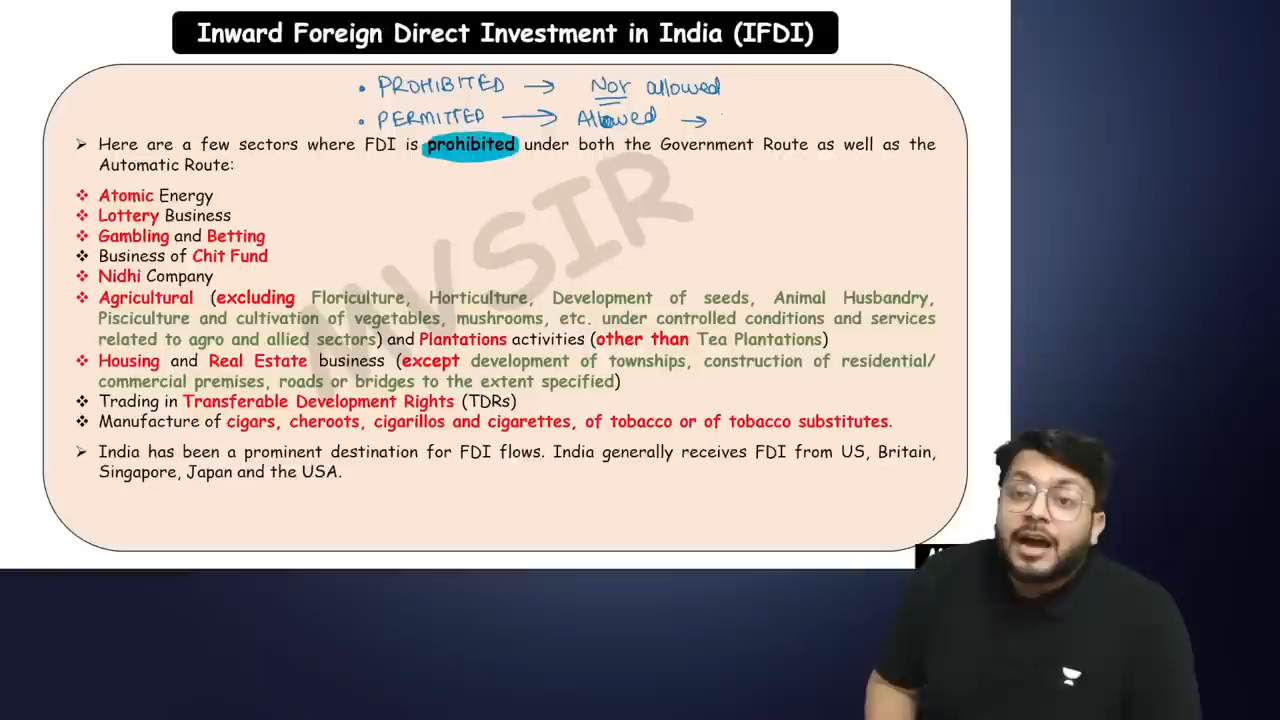 Inward Foreign Direct Investment in India (IFDI)
• PROHIBITED → Not allowed
• PERMITTED → Allowed →
➢ Here are a few sectors where FDI is prohibited under both the Government Route as well as the
Automatic Route:
❖ Atomic Energy
❖ Lottery Business
❖ Gambling and Betting
❖ Business of Chit Fund
❖ Nidhi Company
❖ Agricultural (excluding Floriculture, Horticulture, Development of seeds, Animal Husbandry,
Pisciculture and cultivation of vegetables, mushrooms, etc. under controlled conditions and services
related to agro and allied sectors) and Plantations activities (other than Tea Plantations)
❖ Housing and Real Estate business (except development of townships, construction of residential/
commercial premises, roads or bridges to the extent specified)
❖ Trading in Transferable Development Rights (TDRs)
❖ Manufacture of cigars, cheroots, cigarillos and cigarettes, of tobacco or of tobacco substitutes.
➢ India has been a prominent destination for FDI flows. India generally receives FDI from US, Britain,
Singapore, Japan and the USA.
MVSIR